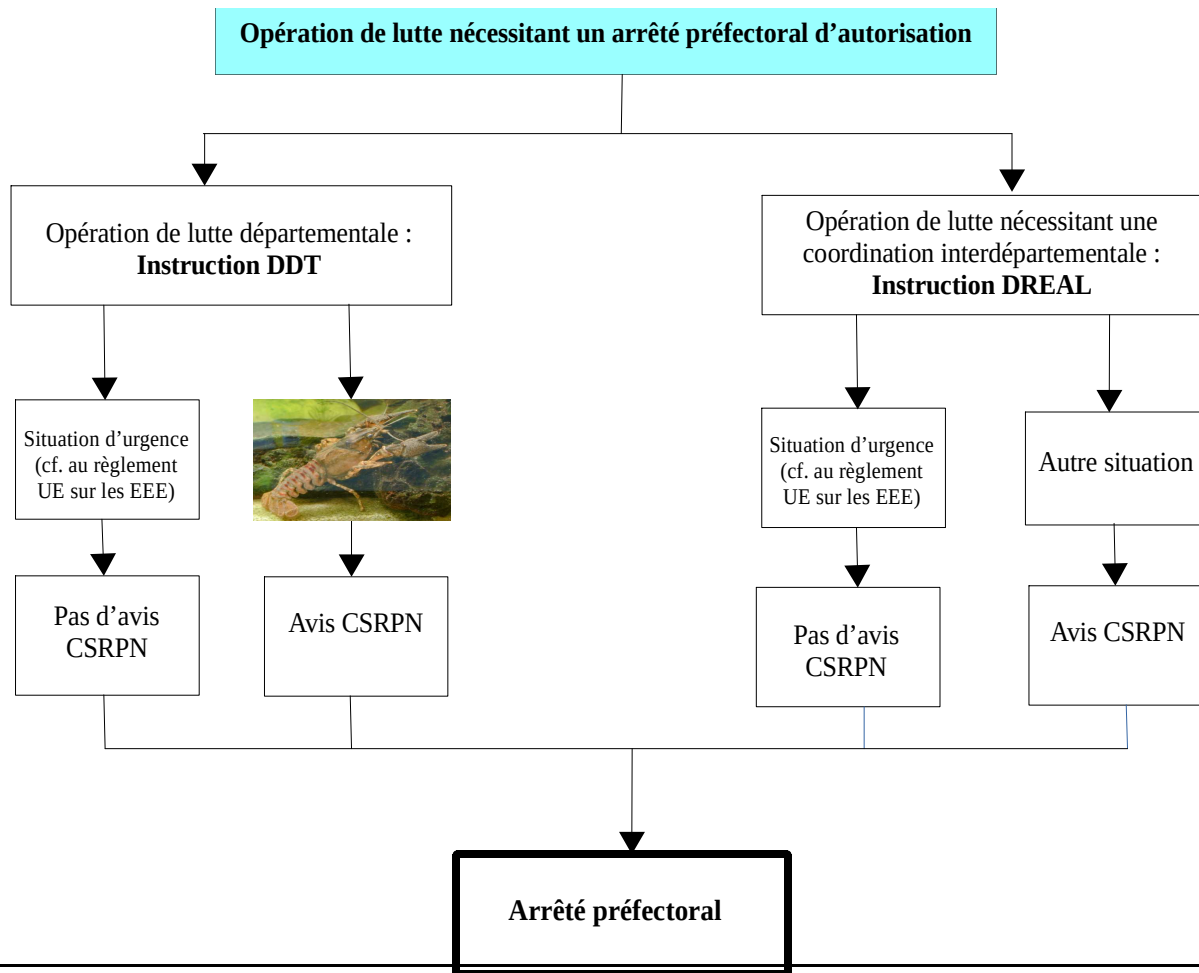 Opération de lutte nécessitant un arrêté préfectoral d’autorisation
Opération de lutte départementale :
Instruction DDT
Opération de lutte nécessitant une
coordination interdépartementale :
Instruction DREAL
Situation d’urgence
(cf. au règlement
UE sur les EEE)
Situation d’urgence
(cf. au règlement
UE sur les EEE)
Autre situation
Pas d’avis
CSRPN
Avis CSRPN
Pas d’avis
CSRPN
Avis CSRPN
Arrêté préfectoral